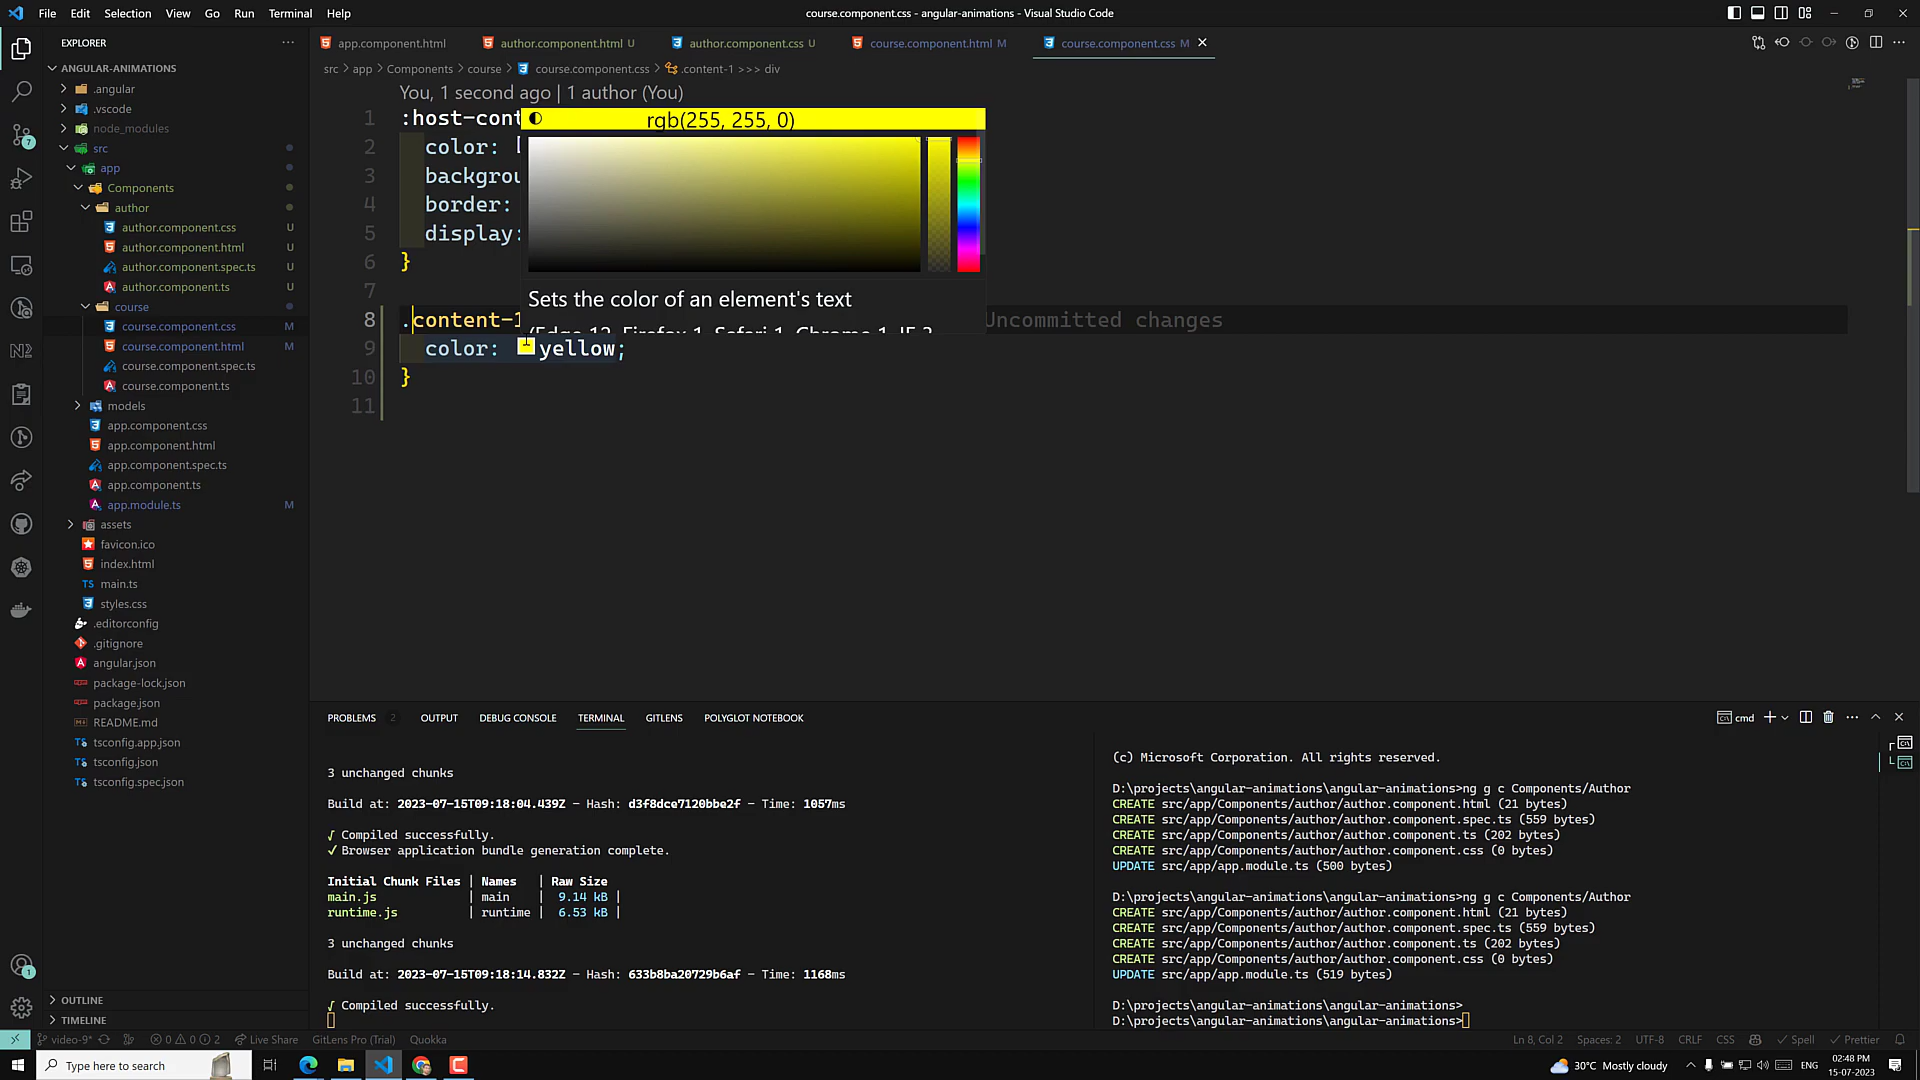 File Edit Selection View Go Run Terminal Help
course.component.css - angular-animations - Visual Studio Code
EXPLORER
ANGULAR-ANIMATIONS
.angular
.vscode
node_modules
src
app
Components
author
author.component.css U
author.component.html U
author.component.spec.ts U
author.component.ts U
course
course.component.css M
course.component.html M
course.component.spec.ts
course.component.ts
models
app.component.css
app.component.html
app.component.spec.ts
app.component.ts
app.module.ts M
assets
favicon.ico
index.html
main.ts
styles.css
.editorconfig
.gitignore
angular.json
package-lock.json
package.json
README.md
tsconfig.app.json
tsconfig.json
tsconfig.spec.json
OUTLINE
TIMELINE
app.component.html author.component.html U author.component.css U course.component.html M course.component.css M
src > app > Components > course > course.component.css > .content-1 >>> div
You, 1 second ago | 1 author (You)
1 :host-cont
2 color:
3 backgrou
4 border:
5 display:
6 }
7
8 .content-1 Uncommitted changes
9 color: yellow;
10 }
11
rgb(255, 255, 0)
Sets the color of an element's text
PROBLEMS 2 OUTPUT DEBUG CONSOLE TERMINAL GITLENS POLYGLOT NOTEBOOK
cmd
3 unchanged chunks
Build at: 2023-07-15T09:18:04.439Z - Hash: d3f8dce7120bbe2f - Time: 1057ms
√ Compiled successfully.
✓ Browser application bundle generation complete.
Initial Chunk Files | Names | Raw Size
main.js | main | 9.14 kB |
runtime.js | runtime | 6.53 kB |
3 unchanged chunks
Build at: 2023-07-15T09:18:14.832Z - Hash: 633b8ba20729b6af - Time: 1168ms
√ Compiled successfully.
(c) Microsoft Corporation. All rights reserved.
D:\projects\angular-animations\angular-animations>ng g c Components/Author
CREATE src/app/Components/author/author.component.html (21 bytes)
CREATE src/app/Components/author/author.component.spec.ts (559 bytes)
CREATE src/app/Components/author/author.component.ts (202 bytes)
CREATE src/app/Components/author/author.component.css (0 bytes)
UPDATE src/app/app.module.ts (500 bytes)
D:\projects\angular-animations\angular-animations>ng g c Components/Author
CREATE src/app/Components/author/author.component.html (21 bytes)
CREATE src/app/Components/author/author.component.spec.ts (559 bytes)
CREATE src/app/Components/author/author.component.ts (202 bytes)
CREATE src/app/Components/author/author.component.css (0 bytes)
UPDATE src/app/app.module.ts (519 bytes)
D:\projects\angular-animations\angular-animations>
D:\projects\angular-animations\angular-animations>
video-9* 0 0 2 Live Share GitLens Pro (Trial) Quokka
Ln 8, Col 2 Spaces: 2 UTF-8 CRLF CSS Spell Prettier
Type here to search
30°C Mostly cloudy
ENG
02:48 PM
15-07-2023